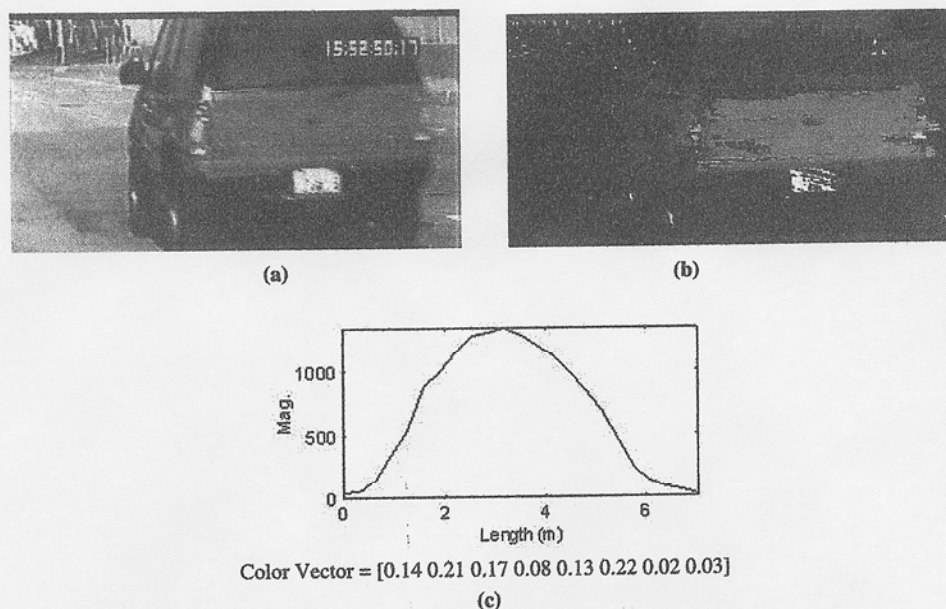 15:52:50:17
(a)
(b)
1000
500
0
Mag.
0 2 4 6
Length (m)
Color Vector = [0.14 0.21 0.17 0.08 0.13 0.22 0.02 0.03]
(c)